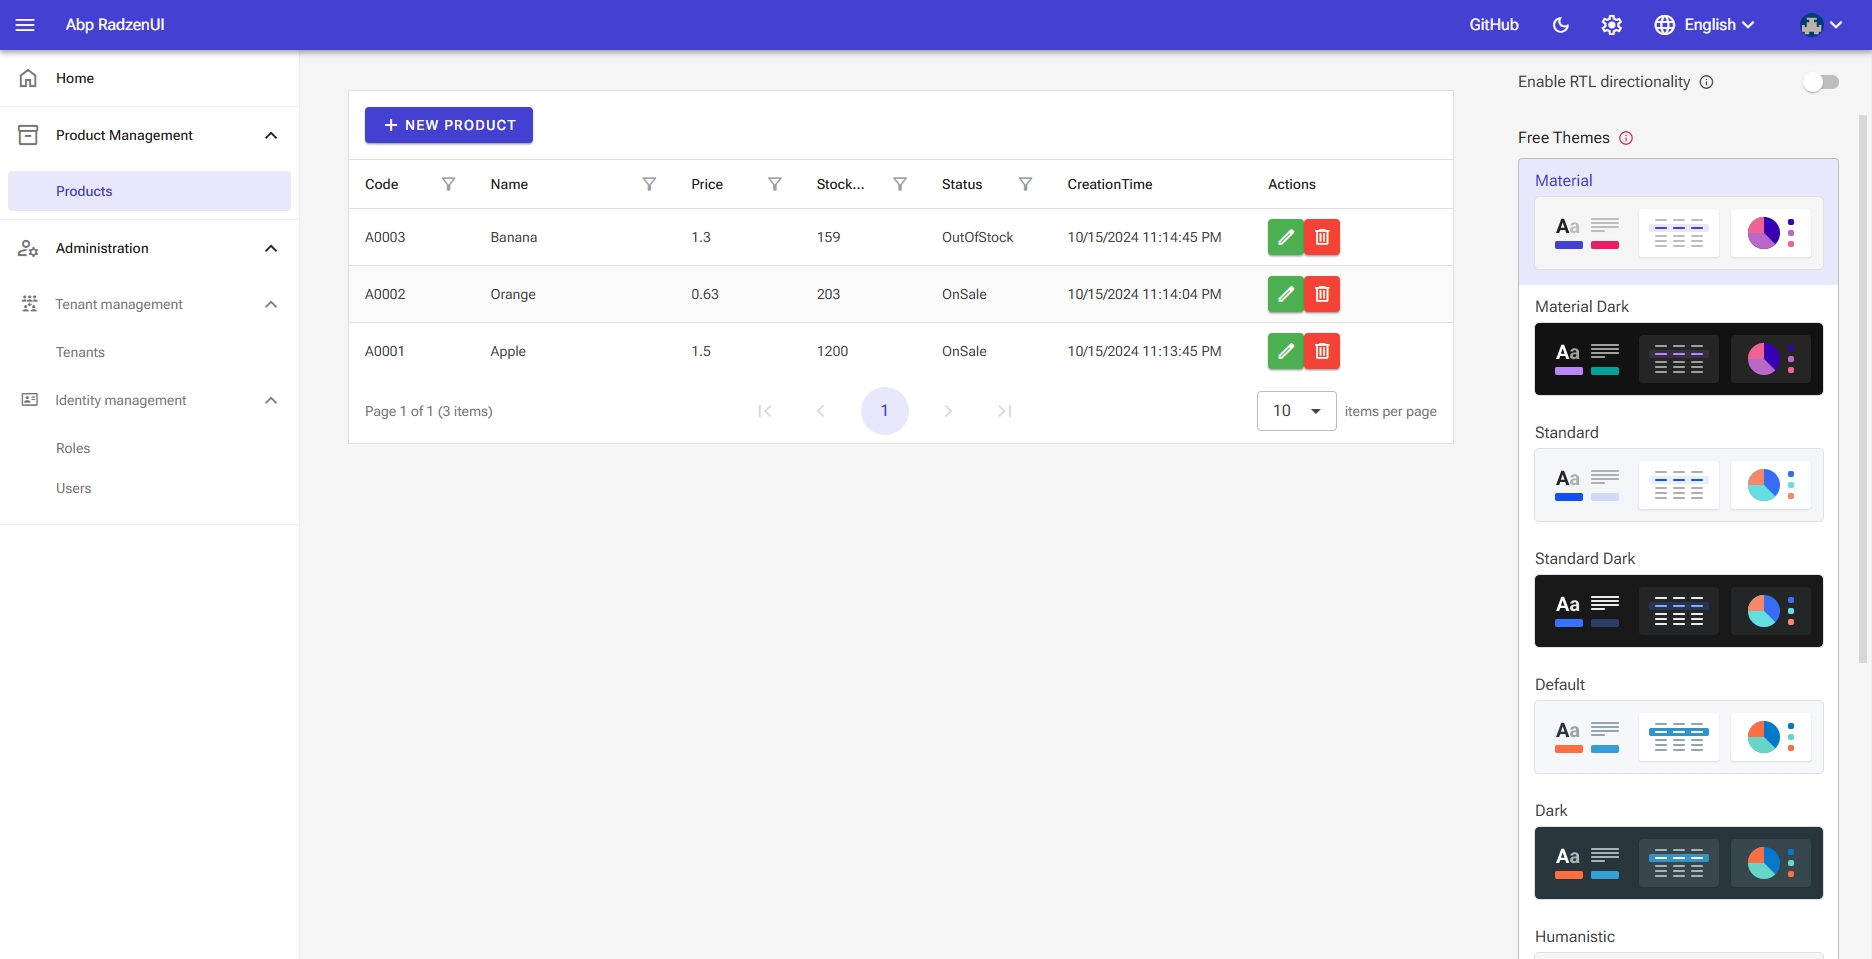 Abp RadzenUI
GitHub
English
Home
Product Management
Products
Administration
Tenant management
Tenants
Identity management
Roles
Users
NEW PRODUCT
Code Name Price Stock... Status CreationTime Actions
A0003 Banana 1.3 159 OutOfStock 10/15/2024 11:14:45 PM
A0002 Orange 0.63 203 OnSale 10/15/2024 11:14:04 PM
A0001 Apple 1.5 1200 OnSale 10/15/2024 11:13:45 PM
Page 1 of 1 (3 items) 1 10 items per page
Enable RTL directionality
Free Themes
Material
Aa
Material Dark
Aa
Standard
Aa
Standard Dark
Aa
Default
Aa
Dark
Aa
Humanistic